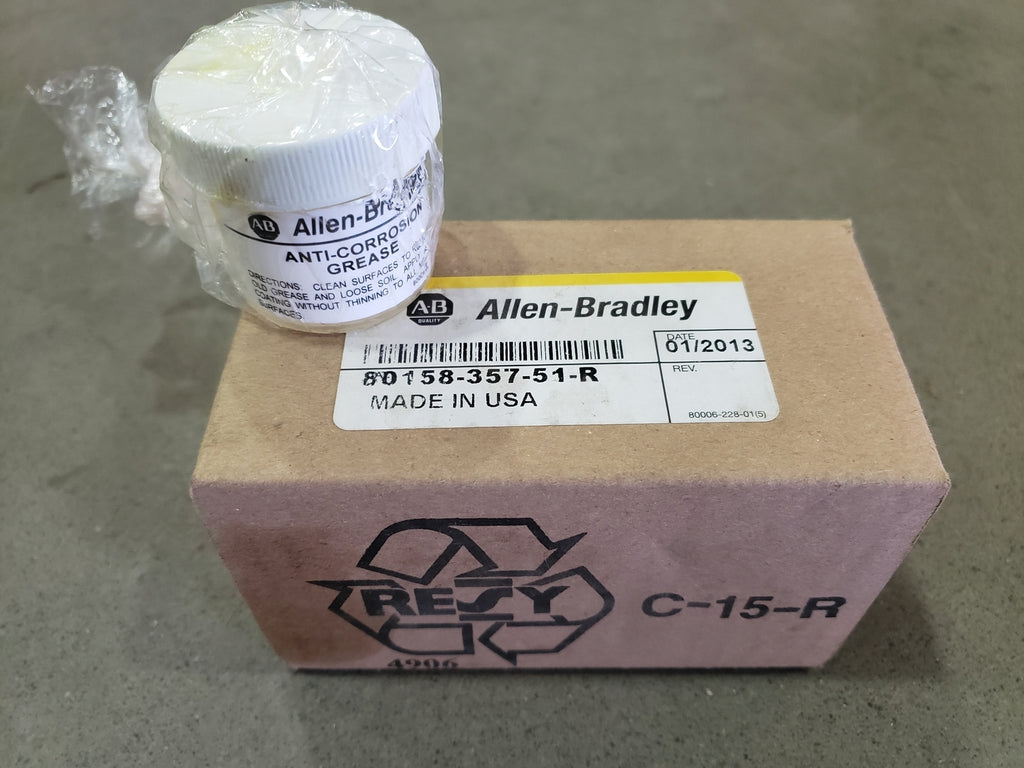 AB Allen-Bradley
ANTI-CORROSION
GREASE
DIRECTIONS CLEAN SURFACES TO
OLD GREASE AND LOOSE SOIL. APPLY
COATING WITHOUT THINNING TO ALL
SURFACES.
AB QUALITY Allen-Bradley
DATE
01/2013
80158-357-51-R
REV.
MADE IN USA
80006-228-01(5)
RESY
C-15-R
4906